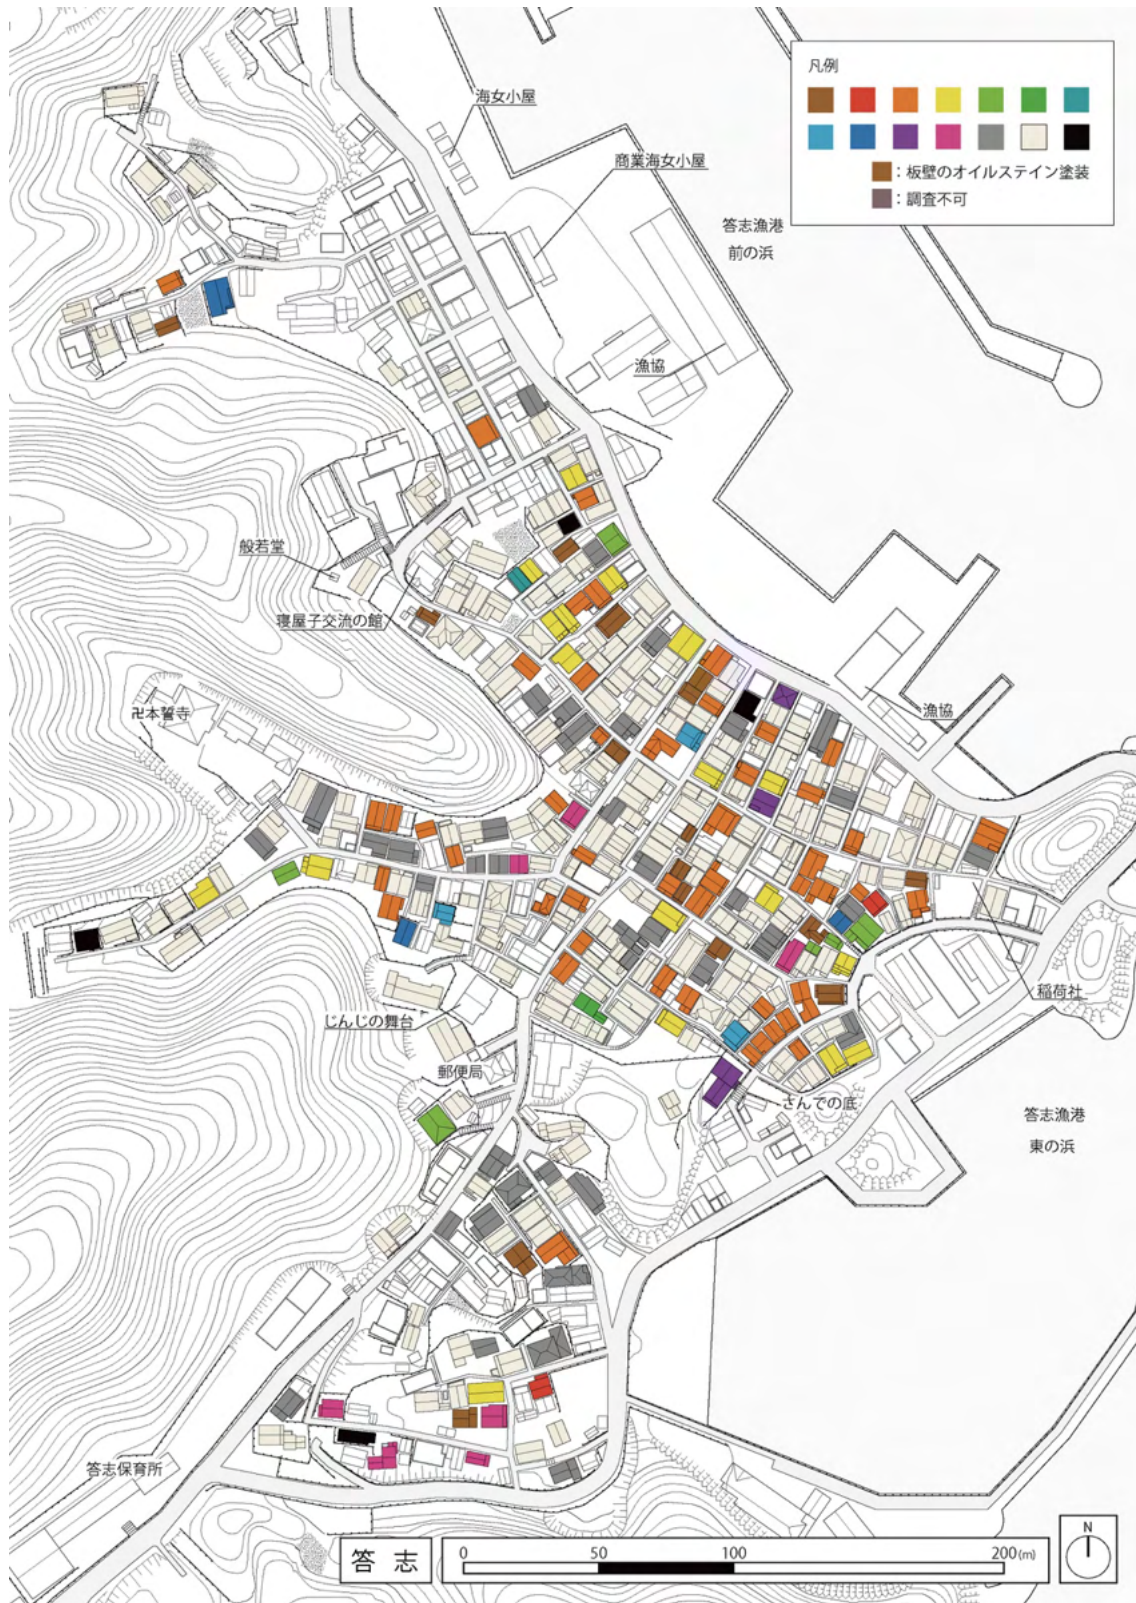 凡例
：板壁のオイルステイン塗装
：調査不可
海女小屋
商業海女小屋
答志漁港
前の浜
漁協
般若堂
寝屋子交流の館
卍本誓寺
漁協
稲荷社
じんじの舞台
郵便局
さんでの底
答志漁港
東の浜
答志保育所
答 志
0 50 100 200(m)
N